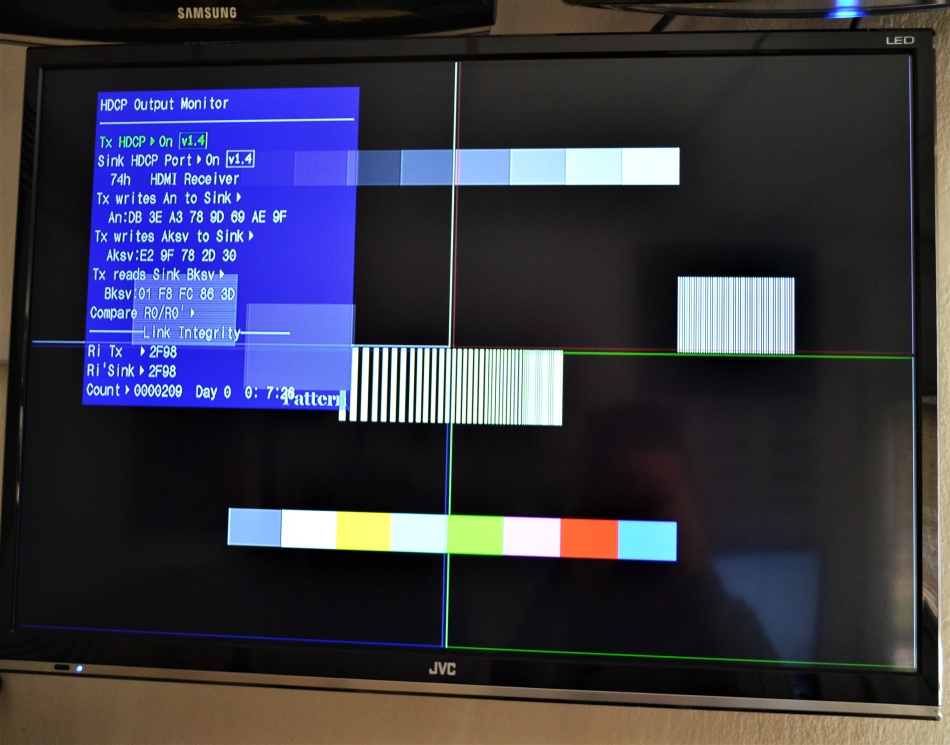 SAMSUNG
LED
HDCP Output Monitor
Tx HDCP▸On v1.4
Sink HDCP Port▸On v1.4
74h HDMI Receiver
Tx writes An to Sink▸
An:DB 3E A3 78 9D 69 AE 9F
Tx writes Aksv to Sink▸
Aksv:E2 9F 78 2D 30
Tx reads Sink Bksv▸
Bksv:01 F8 FC 86 3D
Compare R0/R0' ▸
Link Integrity
Ri Tx ▸2F98
Ri'Sink▸2F98
Count▸0000209 Day 0 0: 7:26
Pattern
JVC